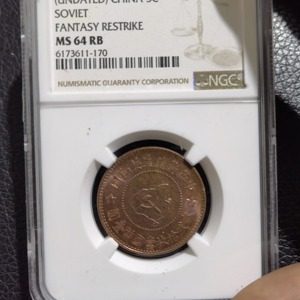 (UNDATED) CHINA 5C
SOVIET
FANTASY RESTRIKE
MS 64 RB
6173611-170
NUMISMATIC GUARANTY CORPORATION
NGC